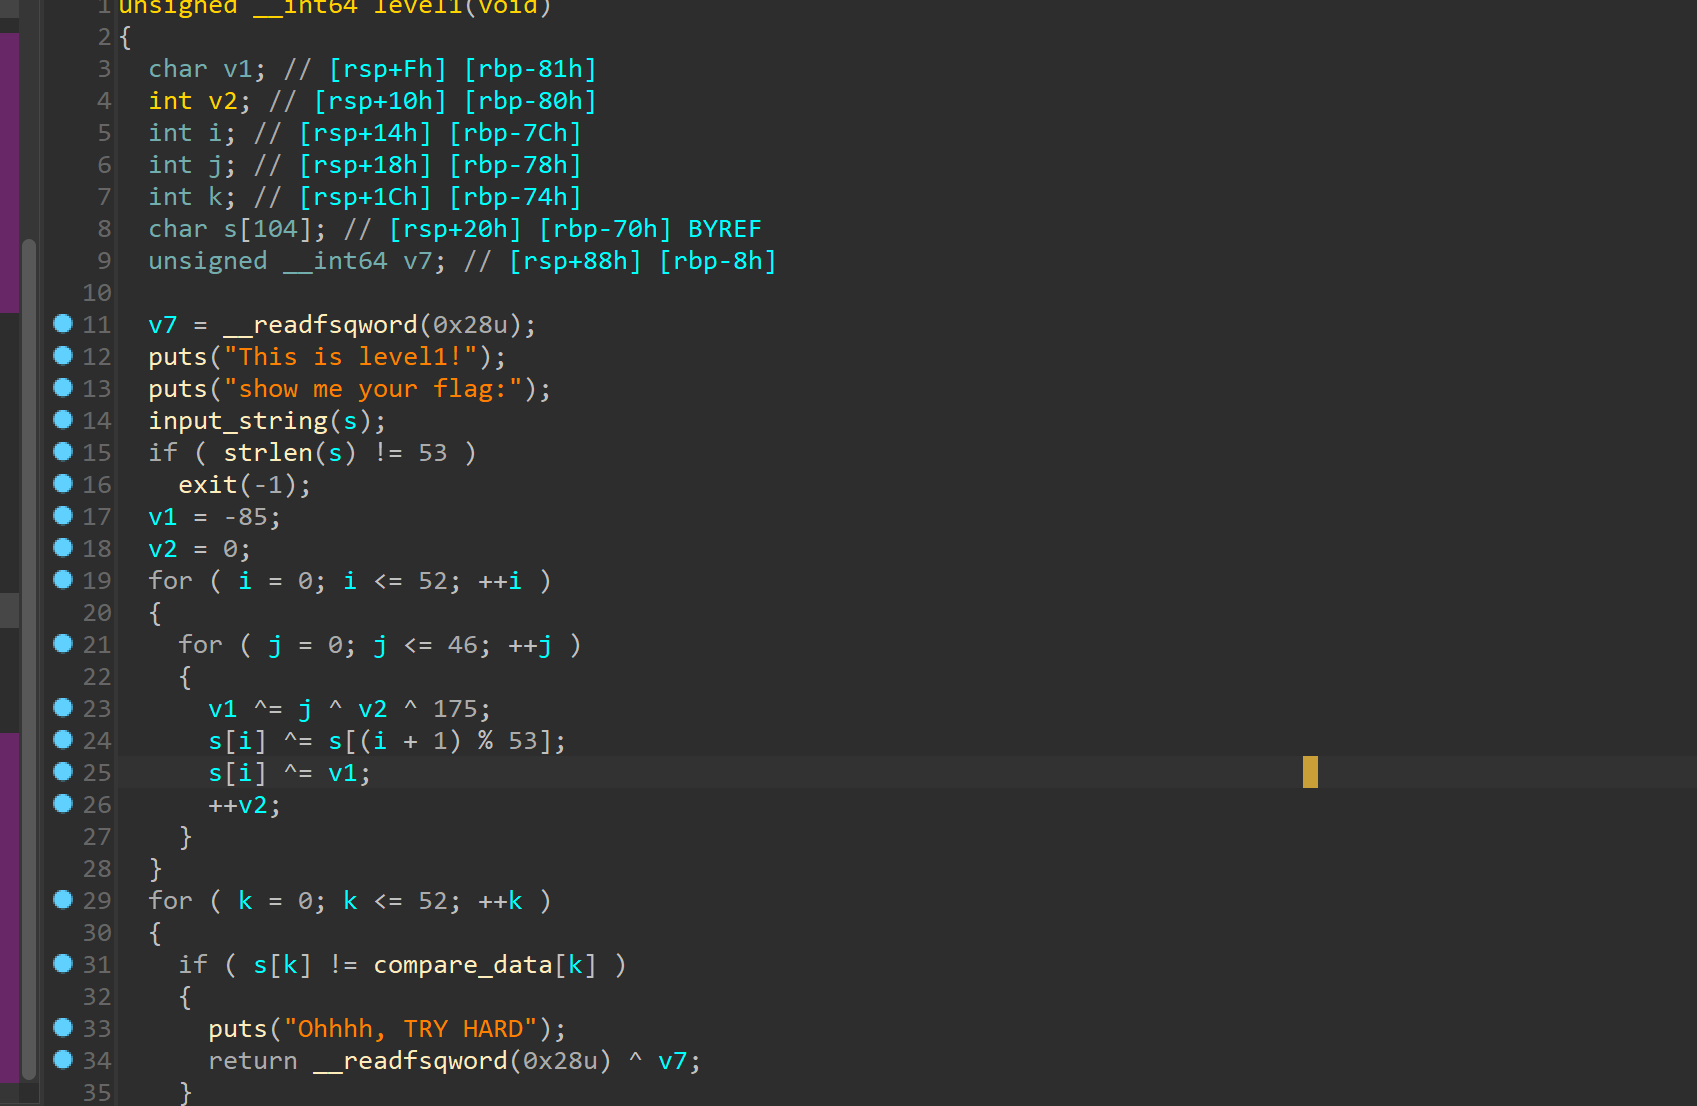 1 unsigned __int64 level1(void)
2 {
3   char v1; // [rsp+Fh] [rbp-81h]
4   int v2; // [rsp+10h] [rbp-80h]
5   int i; // [rsp+14h] [rbp-7Ch]
6   int j; // [rsp+18h] [rbp-78h]
7   int k; // [rsp+1Ch] [rbp-74h]
8   char s[104]; // [rsp+20h] [rbp-70h] BYREF
9   unsigned __int64 v7; // [rsp+88h] [rbp-8h]
10
11   v7 = __readfsqword(0x28u);
12   puts("This is level1!");
13   puts("show me your flag:");
14   input_string(s);
15   if ( strlen(s) != 53 )
16     exit(-1);
17   v1 = -85;
18   v2 = 0;
19   for ( i = 0; i <= 52; ++i )
20   {
21     for ( j = 0; j <= 46; ++j )
22     {
23       v1 ^= j ^ v2 ^ 175;
24       s[i] ^= s[(i + 1) % 53];
25       s[i] ^= v1;
26       ++v2;
27     }
28   }
29   for ( k = 0; k <= 52; ++k )
30   {
31     if ( s[k] != compare_data[k] )
32     {
33       puts("Ohhhh, TRY HARD");
34       return __readfsqword(0x28u) ^ v7;
35     }